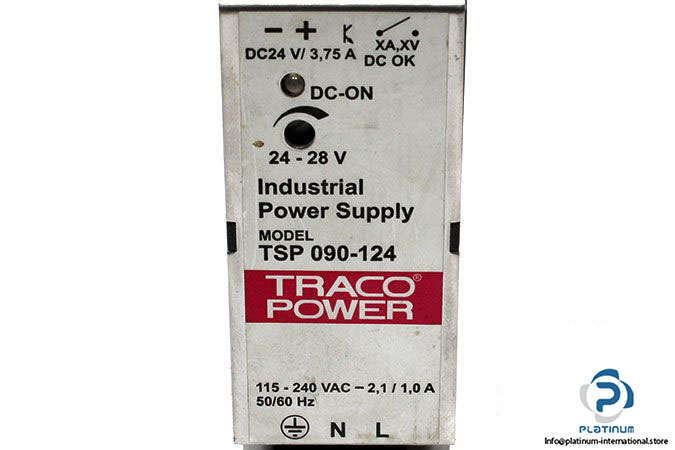 − + K XA,XV
DC24 V/ 3,75 A DC OK
DC-ON
24 - 28 V
Industrial
Power Supply
MODEL
TSP 090-124
TRACO®
POWER
115 - 240 VAC – 2,1 / 1,0 A
50/60 Hz
N L
PLATINUM
Info@platinum-international.store